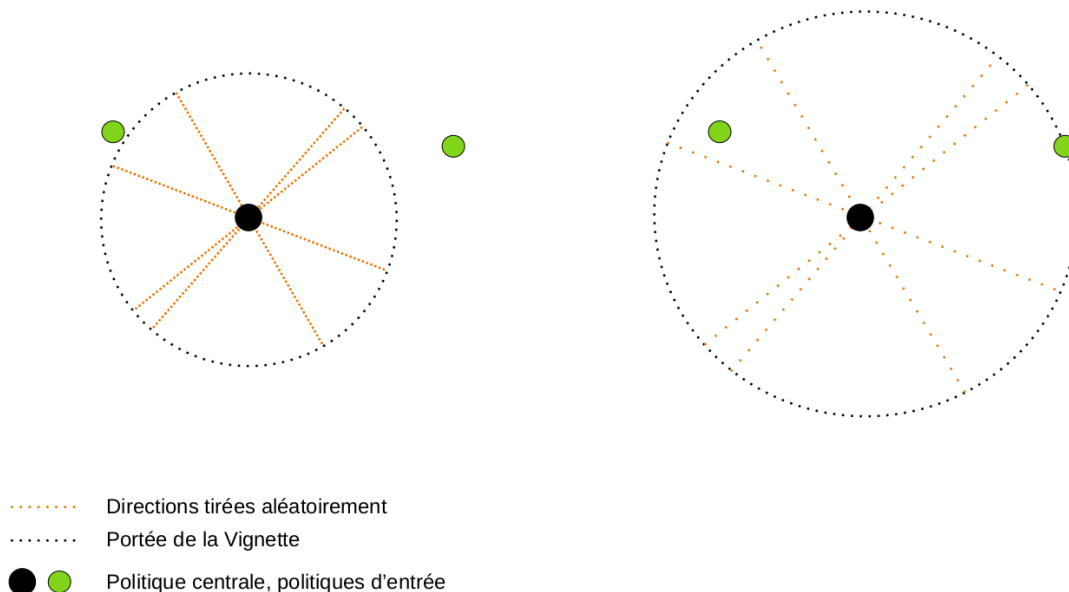 Directions tirées aléatoirement
Portée de la Vignette
Politique centrale, politiques d'entrée